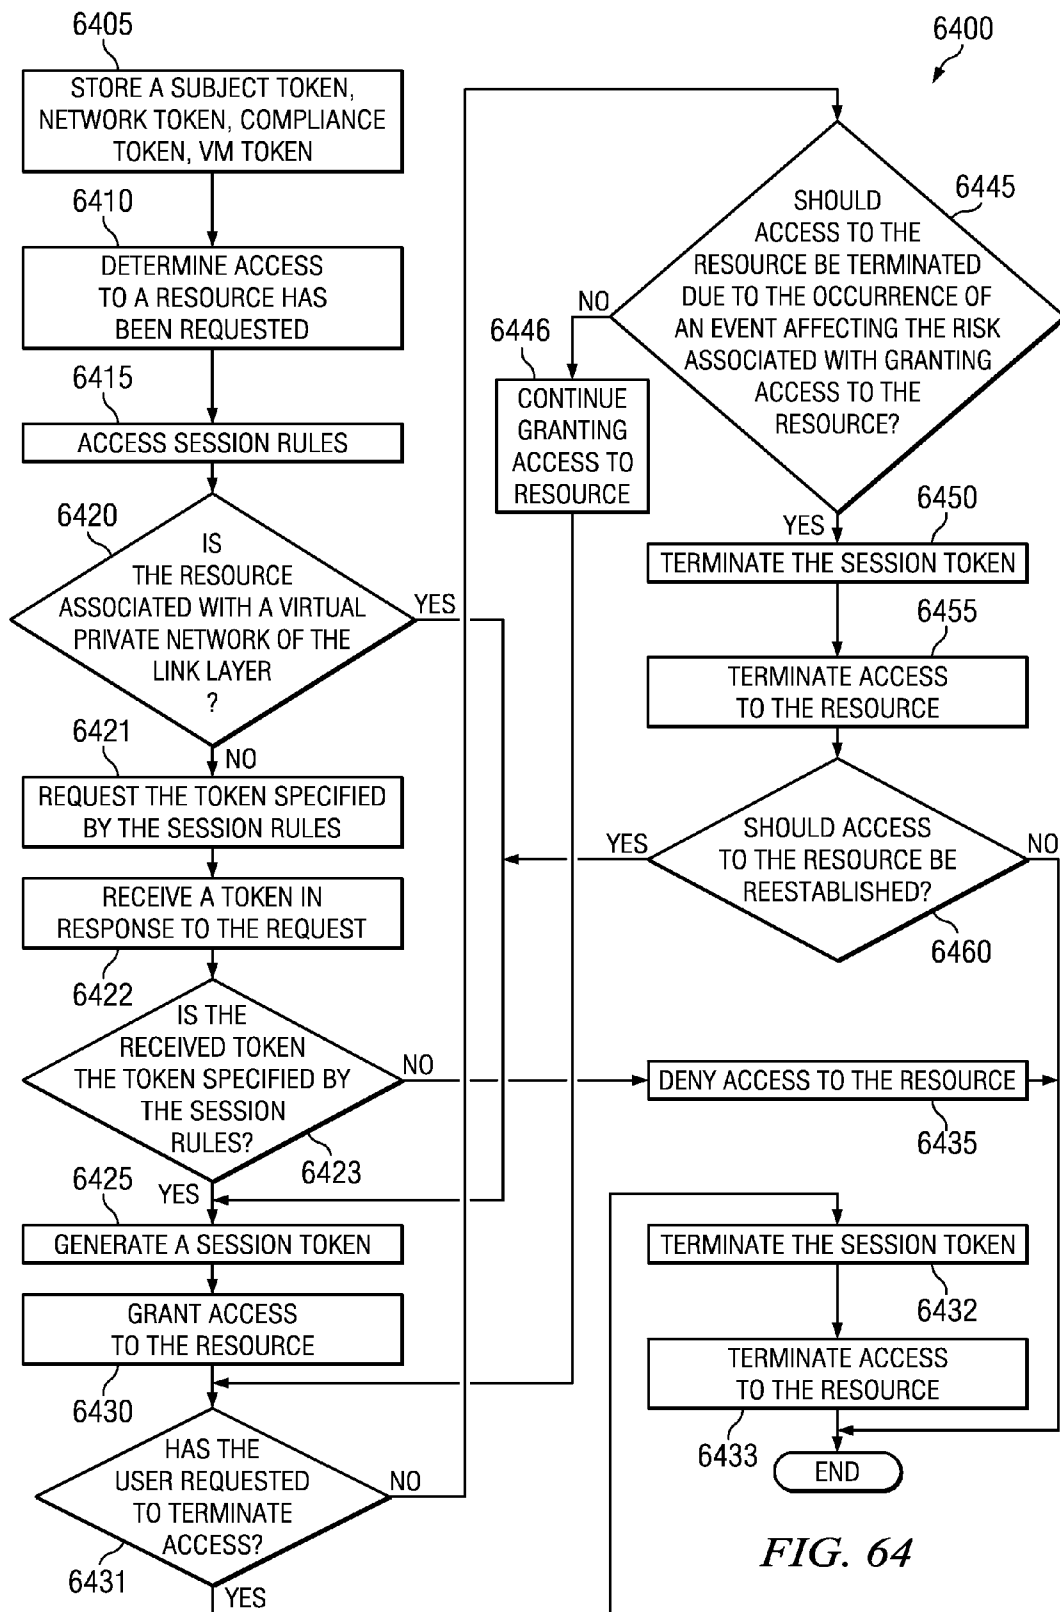 6405
STORE A SUBJECT TOKEN,
NETWORK TOKEN, COMPLIANCE
TOKEN, VM TOKEN
6410
DETERMINE ACCESS
TO A RESOURCE HAS
BEEN REQUESTED
6415
ACCESS SESSION RULES
6420
IS
THE RESOURCE
ASSOCIATED WITH A VIRTUAL
PRIVATE NETWORK OF THE
LINK LAYER
?
YES
NO
6421
REQUEST THE TOKEN SPECIFIED
BY THE SESSION RULES
RECEIVE A TOKEN IN
RESPONSE TO THE REQUEST
6422
IS THE
RECEIVED TOKEN
THE TOKEN SPECIFIED BY
THE SESSION
RULES?
NO
6423
YES
6425
GENERATE A SESSION TOKEN
GRANT ACCESS
TO THE RESOURCE
6430
HAS THE
USER REQUESTED
TO TERMINATE
ACCESS?
NO
6431
YES
6400
6445
SHOULD
ACCESS TO THE
RESOURCE BE TERMINATED
DUE TO THE OCCURRENCE OF
AN EVENT AFFECTING THE RISK
ASSOCIATED WITH GRANTING
ACCESS TO THE
RESOURCE?
NO
6446
CONTINUE
GRANTING
ACCESS TO
RESOURCE
YES
6450
TERMINATE THE SESSION TOKEN
6455
TERMINATE ACCESS
TO THE RESOURCE
SHOULD ACCESS
TO THE RESOURCE BE
REESTABLISHED?
YES
NO
6460
DENY ACCESS TO THE RESOURCE
6435
TERMINATE THE SESSION TOKEN
6432
TERMINATE ACCESS
TO THE RESOURCE
6433
END
FIG. 64